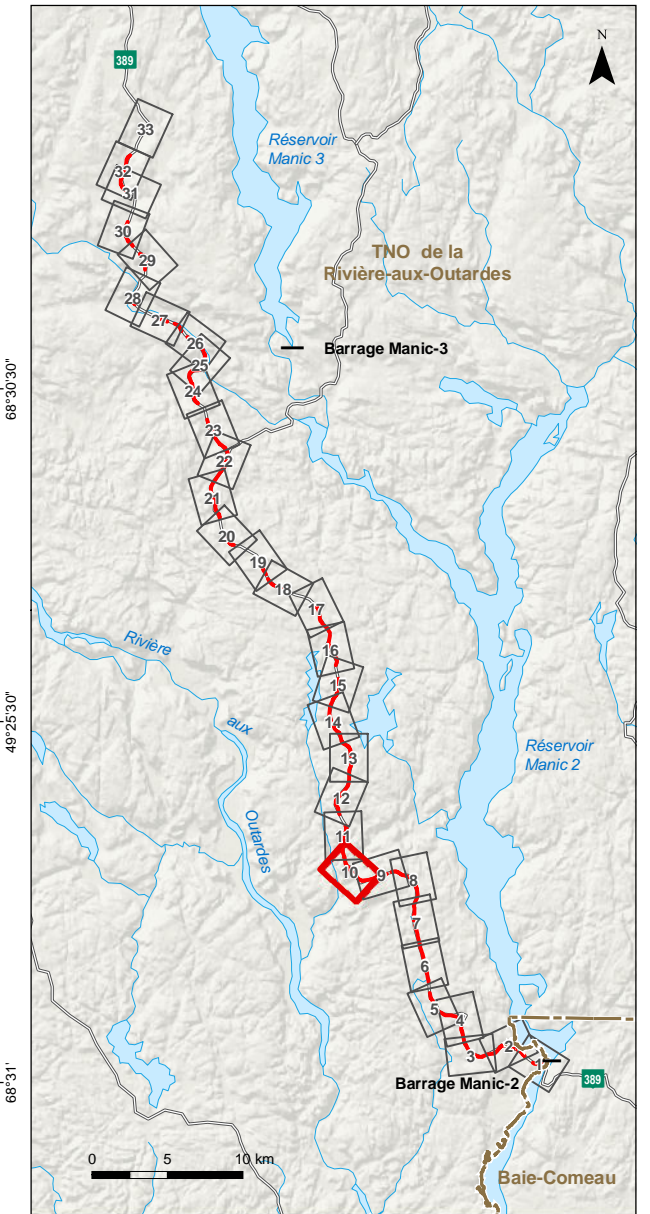 N
389
33
Réservoir
Manic 3
32
31
TNO de la
Rivière-aux-Outardes
30
29
28
27
26
Barrage Manic-3
25
68°30'30"
24
23
22
21
20
19
18
17
Rivière
16
15
aux
14
49°25'30"
Réservoir
Manic 2
13
12
Outardes
11
10
9
8
7
6
5
4
2
3
1
68°31'
Barrage Manic-2
389
0 5 10 km
Baie-Comeau